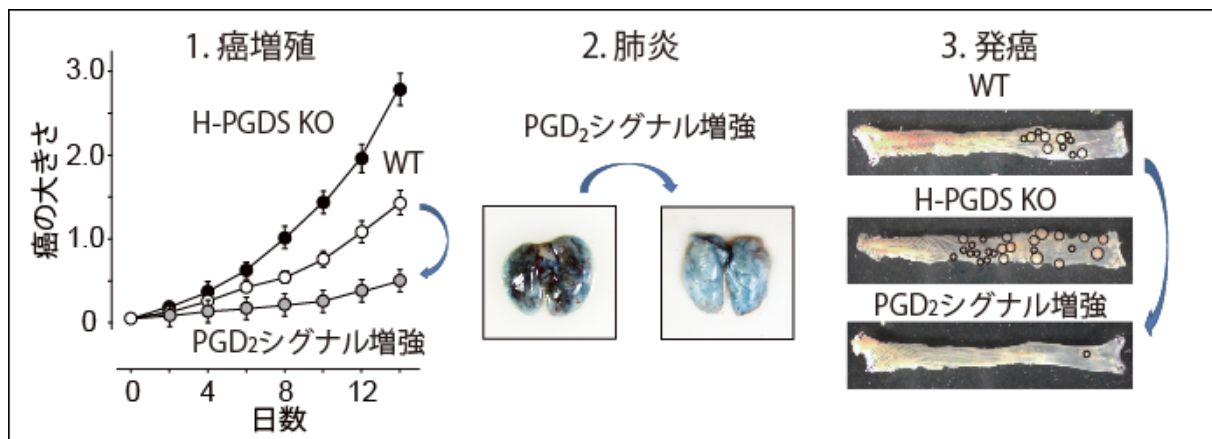 1. 癌増殖
癌の大きさ
3.0
2.0
1.0
0
H-PGDS KO
WT
PGD₂シグナル増強
0 4 8 12
日数
2. 肺炎
PGD₂シグナル増強
3. 発癌
WT
H-PGDS KO
PGD₂シグナル増強